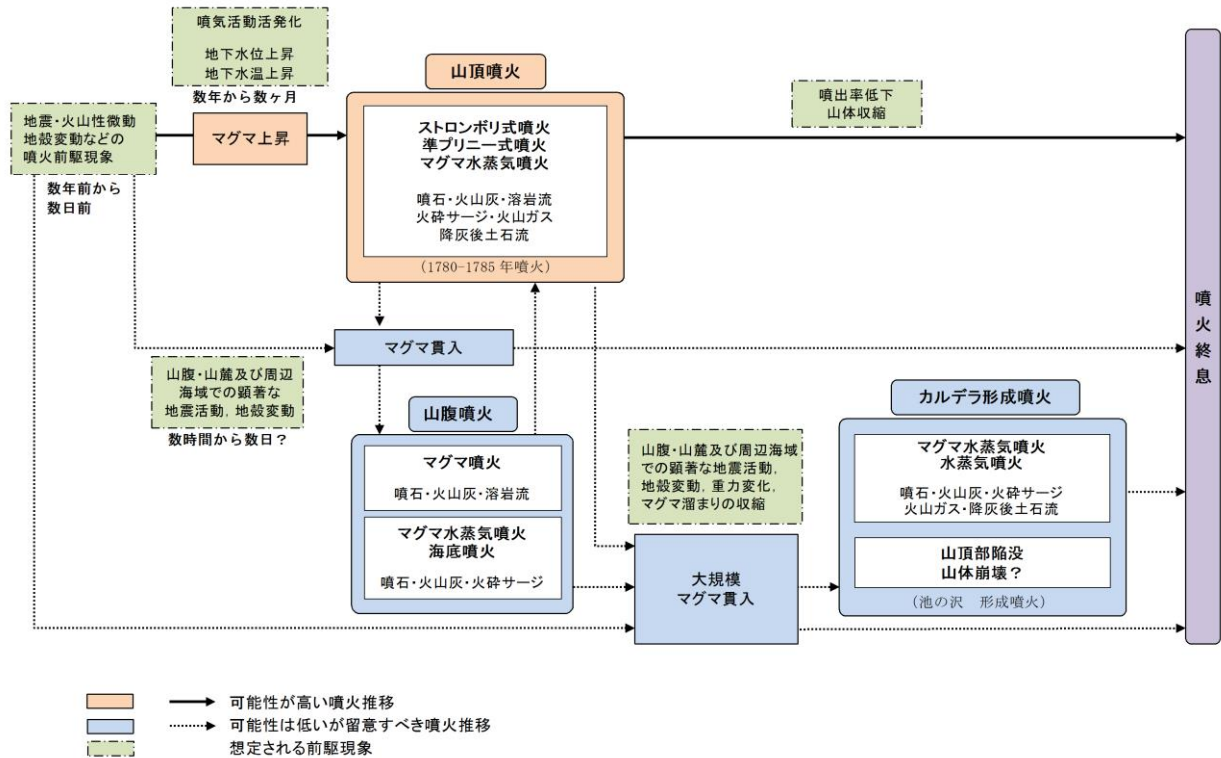 噴気活動活発化
地下水位上昇
地下水温上昇
数年から数ヶ月
地震・火山性微動
地殻変動などの
噴火前駆現象
数年前から
数日前
マグマ上昇
山頂噴火
ストロンボリ式噴火
準プリニー式噴火
マグマ水蒸気噴火
噴石・火山灰・溶岩流
火砕サージ・火山ガス
降灰後土石流
(1780-1785 年噴火)
噴出率低下
山体収縮
噴火終息
マグマ貫入
山腹・山麓及び周辺
海域での顕著な
地震活動, 地殻変動
数時間から数日?
山腹噴火
マグマ噴火
噴石・火山灰・溶岩流
マグマ水蒸気噴火
海底噴火
噴石・火山灰・火砕サージ
山腹・山麓及び周辺海域
での顕著な地震活動,
地殻変動, 重力変化,
マグマ溜まりの収縮
大規模
マグマ貫入
カルデラ形成噴火
マグマ水蒸気噴火
水蒸気噴火
噴石・火山灰・火砕サージ
火山ガス・降灰後土石流
山頂部陥没
山体崩壊?
(池の沢 形成噴火)
可能性が高い噴火推移
可能性は低いが留意すべき噴火推移
想定される前駆現象